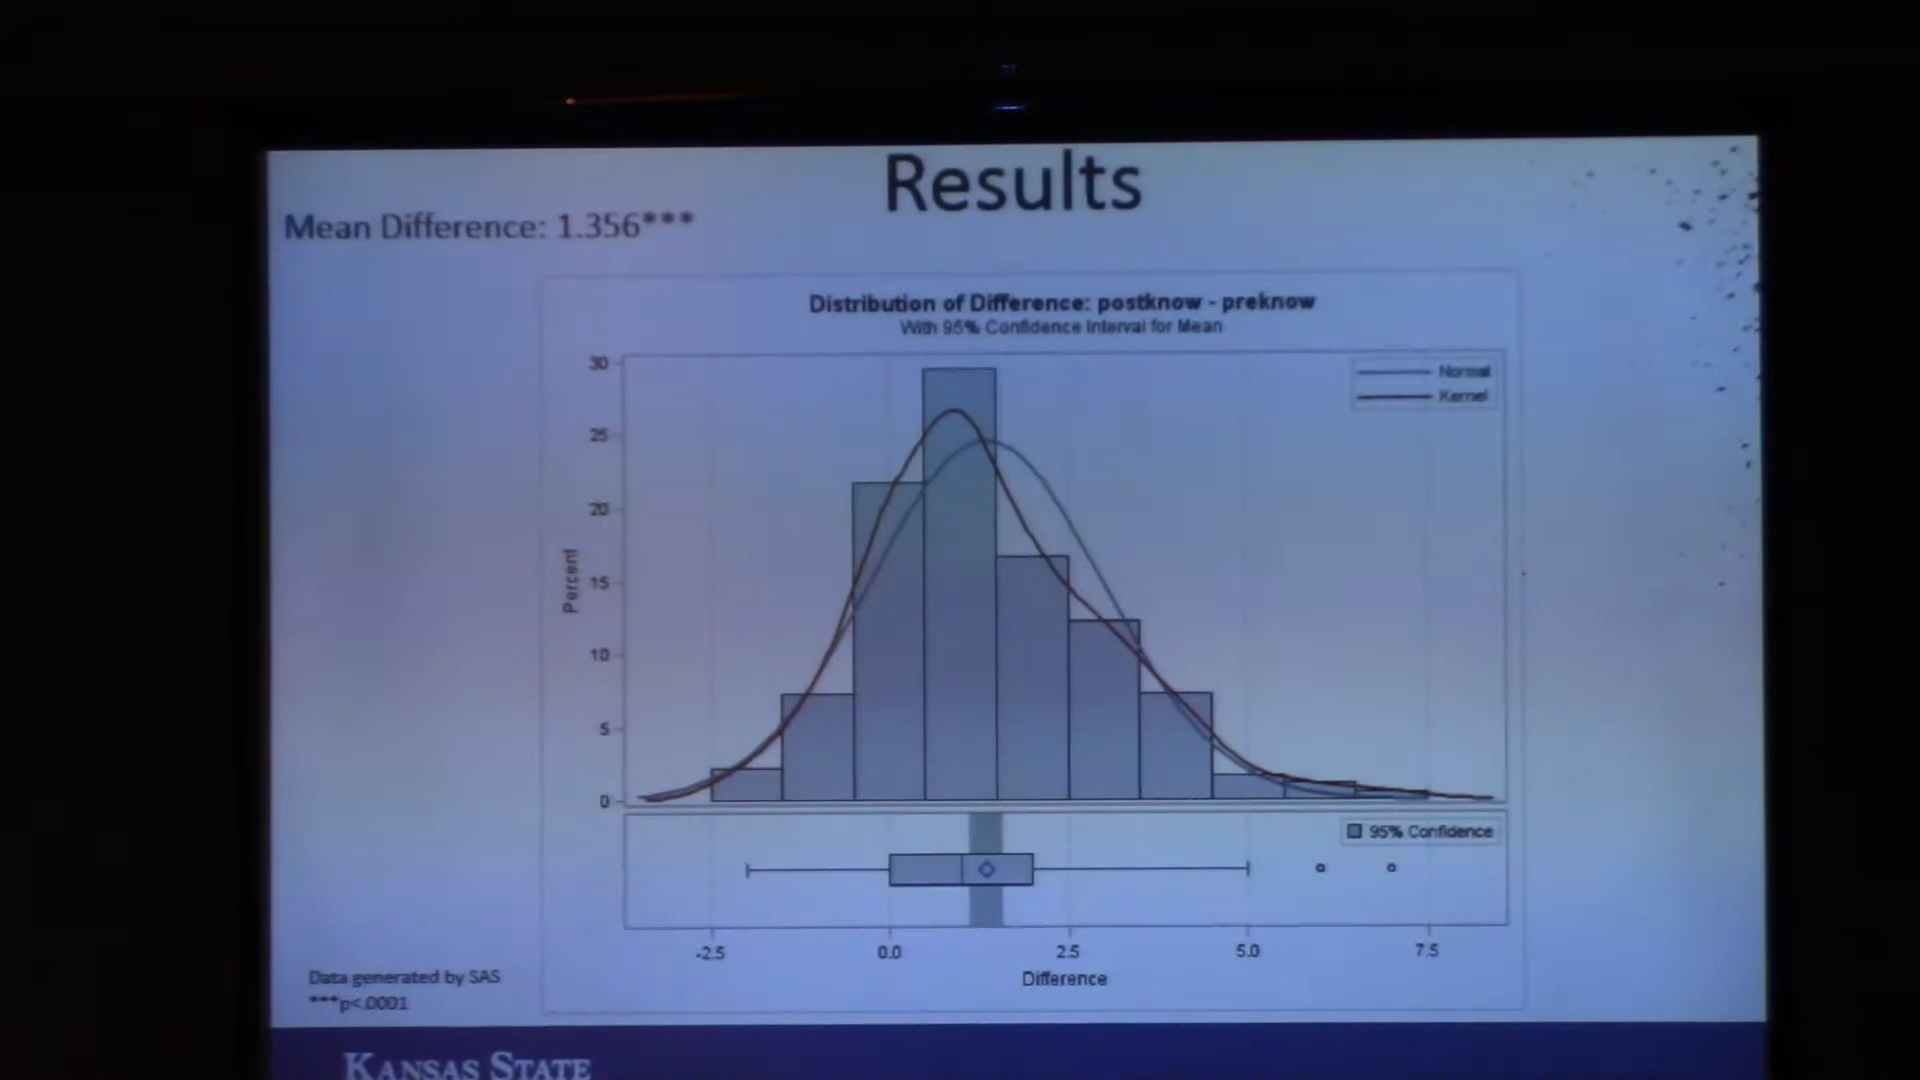 Results
Mean Difference: 1.356***
Distribution of Difference: postknow - preknow
With 95% Confidence Interval for Mean
Normal
Kernel
30
25
20
15
10
5
0
Percent
95% Confidence
-2.5 0.0 2.5 5.0 7.5
Difference
Data generated by SAS
***p<.0001
KANSAS STATE